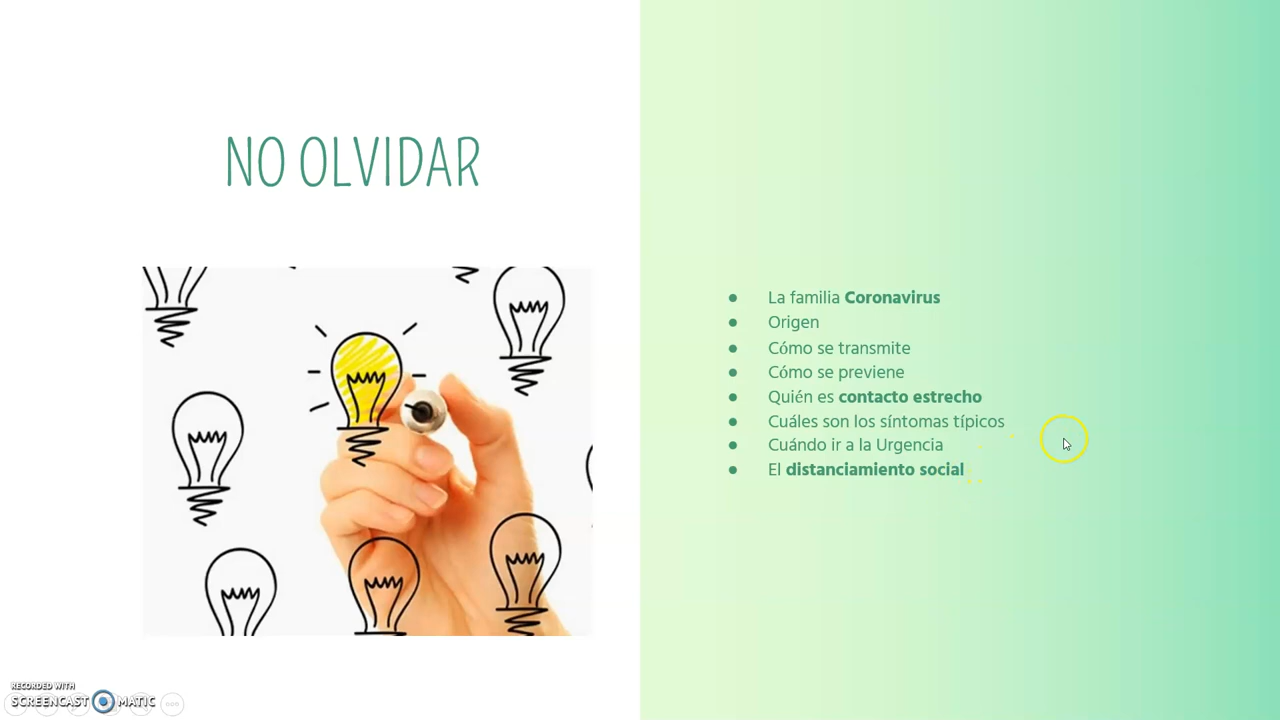 NO OLVIDAR
● La familia Coronavirus
● Origen
● Cómo se transmite
● Cómo se previene
● Quién es contacto estrecho
● Cuáles son los síntomas típicos
● Cuándo ir a la Urgencia
● El distanciamiento social
RECORDED WITH
SCREENCAST MATIC